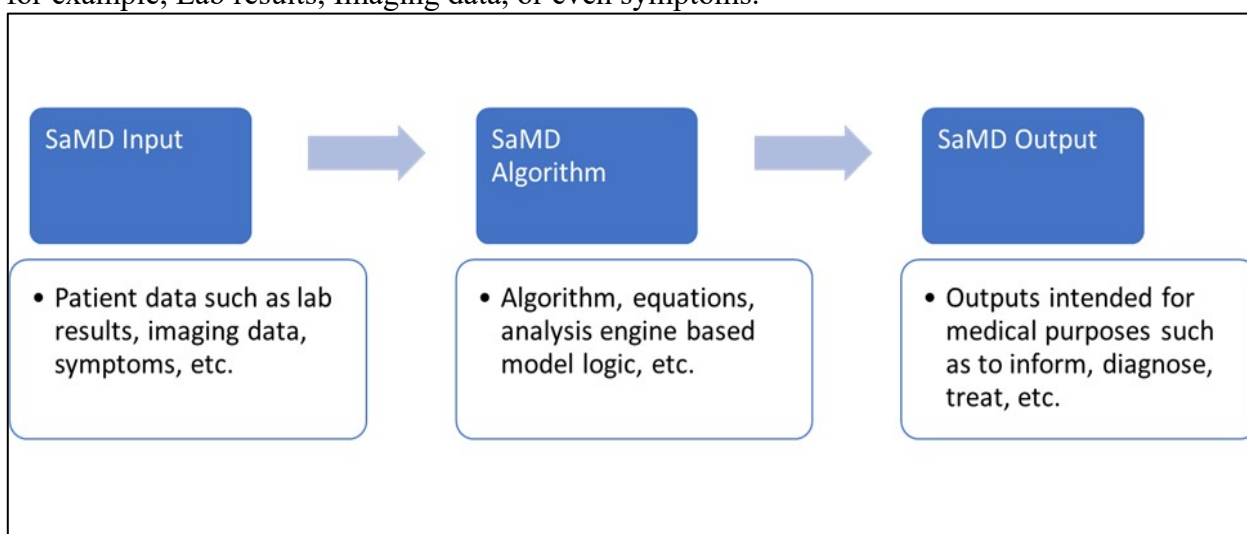 for example, Lab results, Imaging data, or even symptoms.
SaMD Input
SaMD
Algorithm
SaMD Output
• Patient data such as lab
results, imaging data,
symptoms, etc.
• Algorithm, equations,
analysis engine based
model logic, etc.
• Outputs intended for
medical purposes such
as to inform, diagnose,
treat, etc.